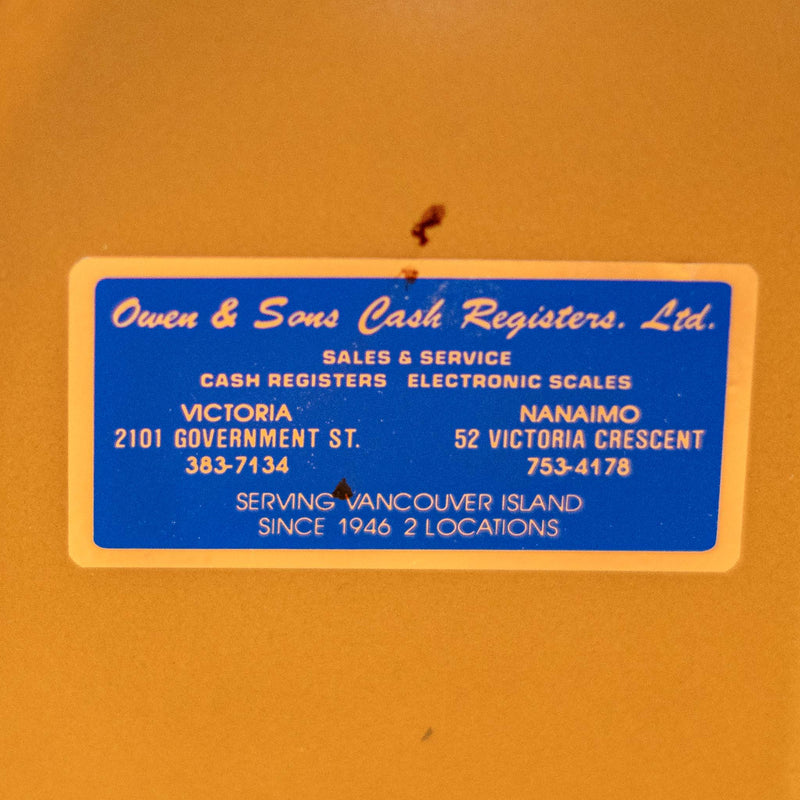 Owen & Sons Cash Registers. Ltd.
SALES & SERVICE
CASH REGISTERS ELECTRONIC SCALES
VICTORIA
2101 GOVERNMENT ST.
383-7134
NANAIMO
52 VICTORIA CRESCENT
753-4178
SERVING VANCOUVER ISLAND
SINCE 1946 2 LOCATIONS